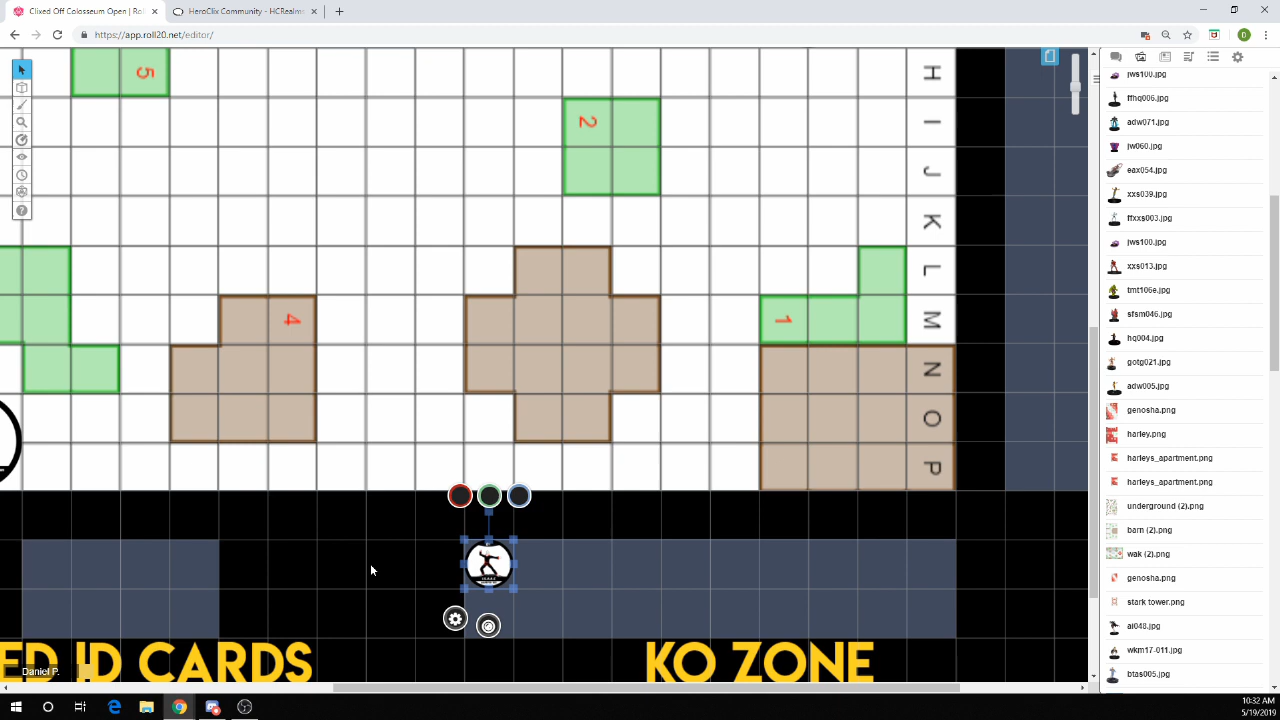 Clixed Off Colosseum Open | Rol
HeroClix Community - HCRealms
https://app.roll20.net/editor/
5
2
4
1
H
I
J
K
L
M
N
O
P
ED ID CARDS
KO ZONE
Daniel P.
jws100.jpg
ffhq006.jpg
adw071.jpg
jw060.jpg
eax054.jpg
xxs039.jpg
ffxxs003.jpg
jws100.jpg
xxs013.jpg
tmt106e.jpg
sfsm046.jpg
hq004.jpg
gotg021.jpg
adw005.jpg
genosha.png
harley.png
harleys_apartment.png
harleys_apartment.png
underground (2).png
barn (2).png
wak (2).png
genosha.png
stark tower.png
ai048.jpg
wkm17-011.jpg
btas005.jpg
10:32 AM
5/19/2019